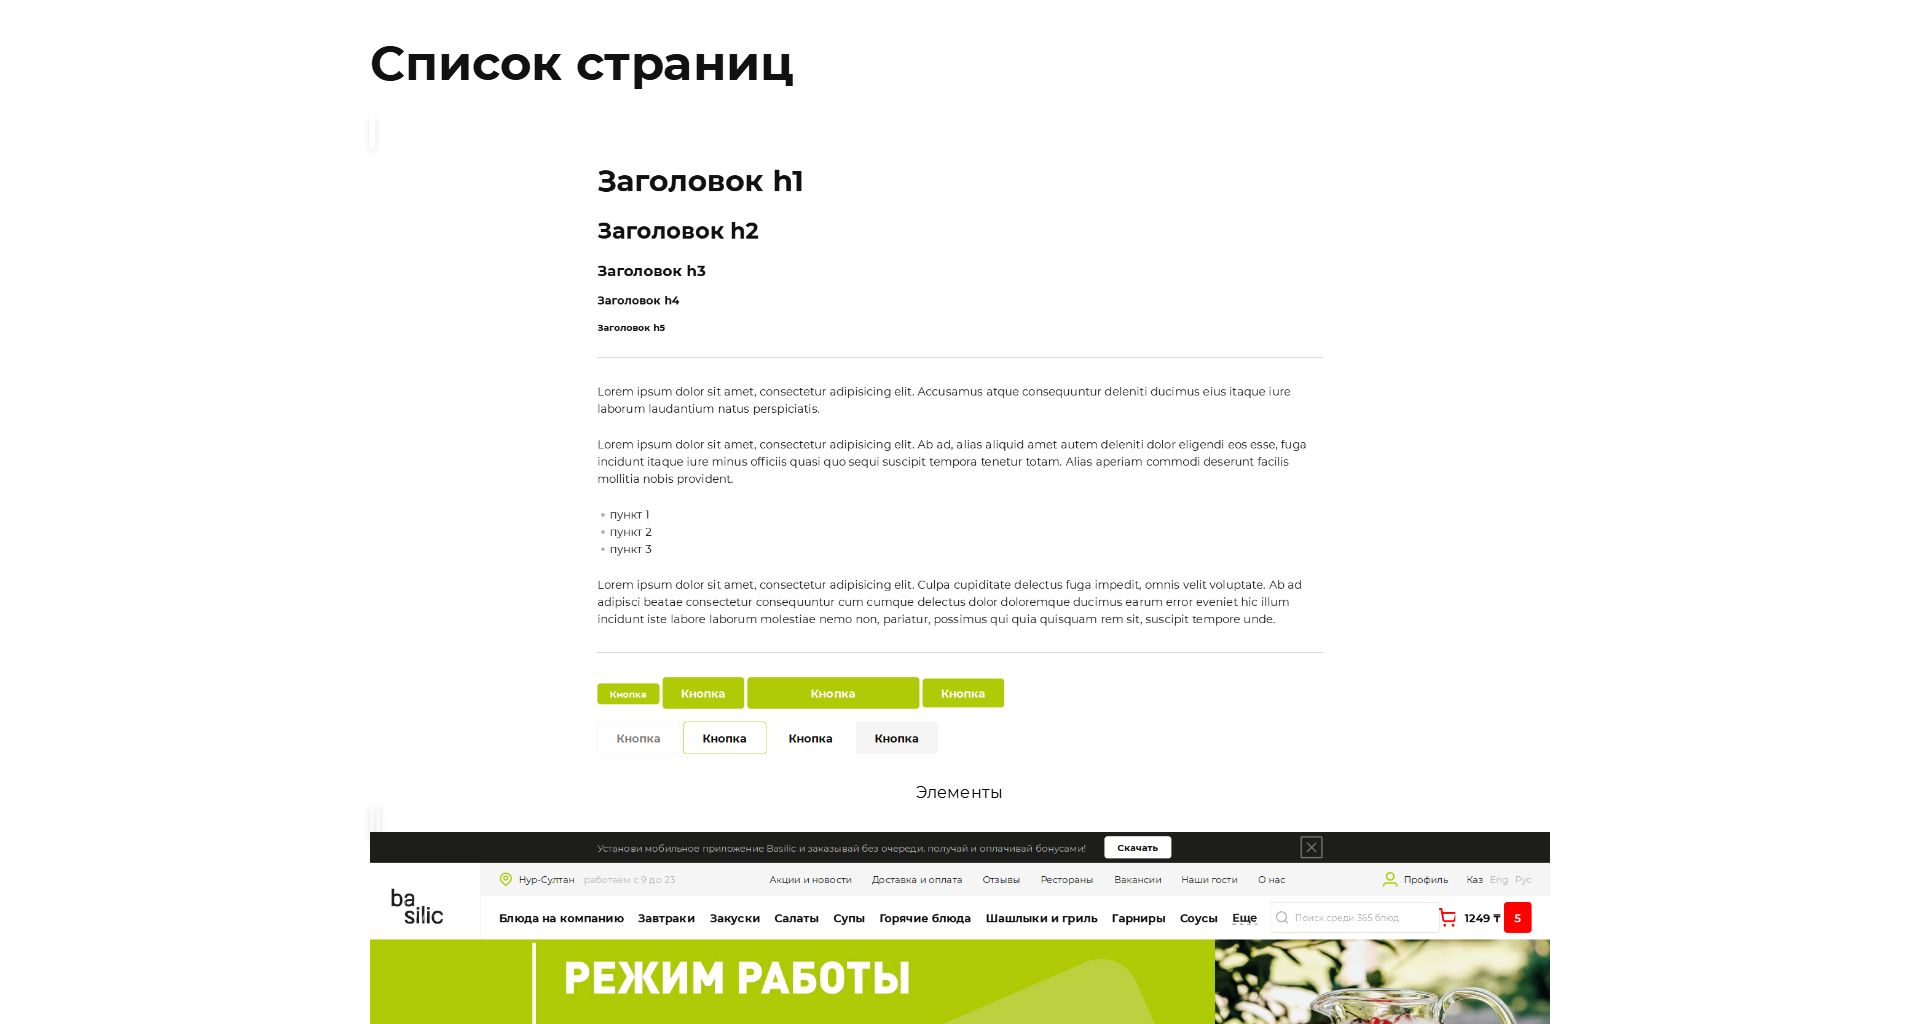 Список страниц
Заголовок h1
Заголовок h2
Заголовок h3
Заголовок h4
Заголовок h5
Lorem ipsum dolor sit amet, consectetur adipisicing elit. Accusamus atque consequuntur deleniti ducimus eius itaque iure
laborum laudantium natus perspiciatis.
Lorem ipsum dolor sit amet, consectetur adipisicing elit. Ab ad, alias aliquid amet autem deleniti dolor eligendi eos esse, fuga
incidunt itaque iure minus officiis quasi quo sequi suscipit tempora tenetur totam. Alias aperiam commodi deserunt facilis
mollitia nobis provident.
пункт 1
пункт 2
пункт 3
Lorem ipsum dolor sit amet, consectetur adipisicing elit. Culpa cupiditate delectus fuga impedit, omnis velit voluptate. Ab ad
adipisci beatae consectetur consequuntur cum cumque delectus dolor doloremque ducimus earum error eveniet hic illum
incidunt iste labore laborum molestiae nemo non, pariatur, possimus qui quia quisquam rem sit, suscipit tempore unde.
Кнопка Кнопка Кнопка Кнопка
Кнопка Кнопка Кнопка Кнопка
Элементы
Установи мобильное приложение Basilic и заказывай без очереди, получай и оплачивай бонусами! Скачать
ba
silic
Нур-Султан работаем с 9 до 23 Акции и новости Доставка и оплата Отзывы Рестораны Вакансии Наши гости О нас Профиль Каз Eng Рус
Блюда на компанию Завтраки Закуски Салаты Супы Горячие блюда Шашлыки и гриль Гарниры Соусы Еще Поиск среди 365 блюд 1249 ₸ 5
РЕЖИМ РАБОТЫ